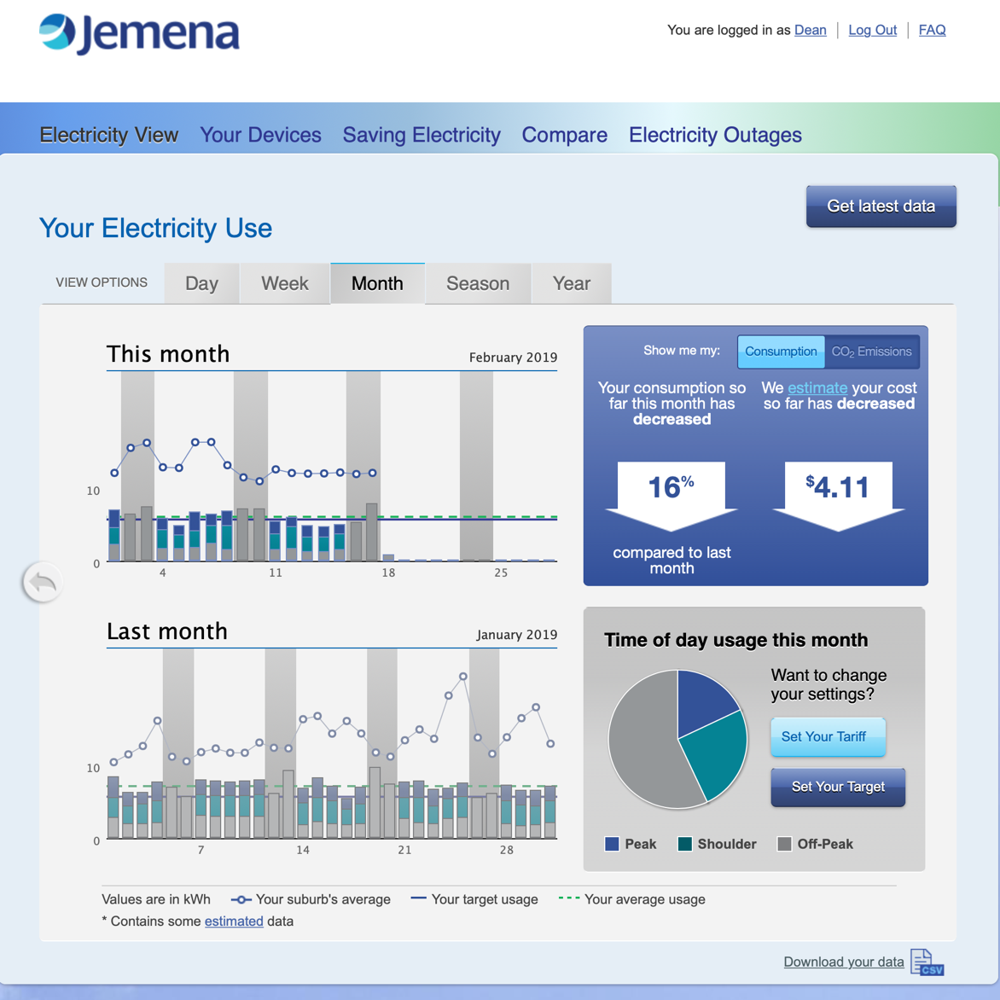 Jemena
You are logged in as Dean | Log Out | FAQ
Electricity View Your Devices Saving Electricity Compare Electricity Outages
Get latest data
Your Electricity Use
VIEW OPTIONS Day Week Month Season Year
This month February 2019
10
0
4 11 18 25
Show me my: Consumption CO₂ Emissions
Your consumption so
far this month has
decreased
We estimate your cost
so far has decreased
16%
$4.11
compared to last
month
Last month January 2019
10
0
7 14 21 28
Time of day usage this month
Want to change
your settings?
Set Your Tariff
Set Your Target
Peak Shoulder Off-Peak
Values are in kWh Your suburb's average Your target usage Your average usage
* Contains some estimated data
Download your data CSV